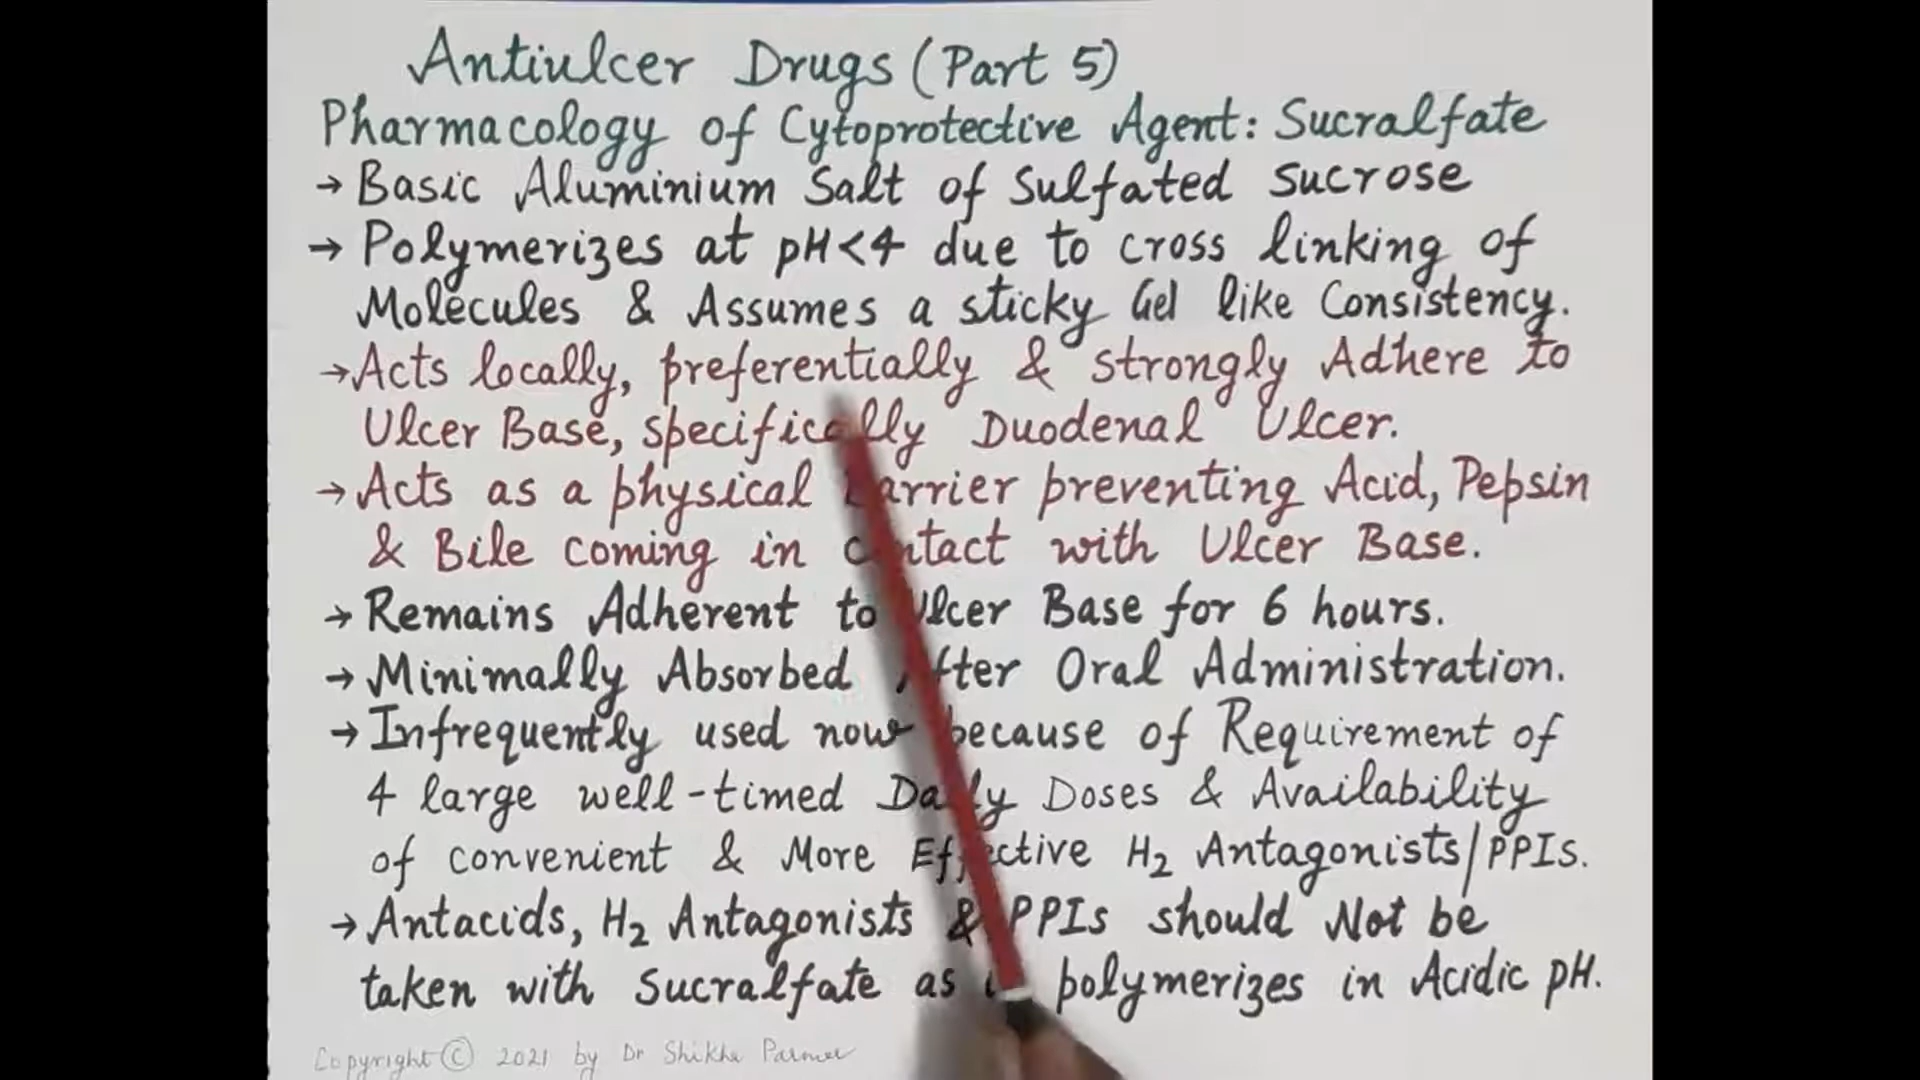 Antiulcer Drugs (Part 5)
Pharmacology of Cytoprotective Agent: Sucralfate
→ Basic Aluminium Salt of Sulfated Sucrose
→ Polymerizes at pH<4 due to cross linking of
Molecules & Assumes a sticky Gel like Consistency.
→ Acts locally, preferentially & strongly Adhere to
Ulcer Base, specifically Duodenal Ulcer.
→ Acts as a physical Barrier preventing Acid, Pepsin
& Bile coming in contact with Ulcer Base.
→ Remains Adherent to Ulcer Base for 6 hours.
→ Minimally Absorbed After Oral Administration.
→ Infrequently used now because of Requirement of
4 large well-timed Daily Doses & Availability
of convenient & More Effective H₂ Antagonists/PPIs.
→ Antacids, H₂ Antagonists & PPIs should Not be
taken with Sucralfate as it polymerizes in Acidic pH.
Copyright © 2021 by Dr Shikha Parmar